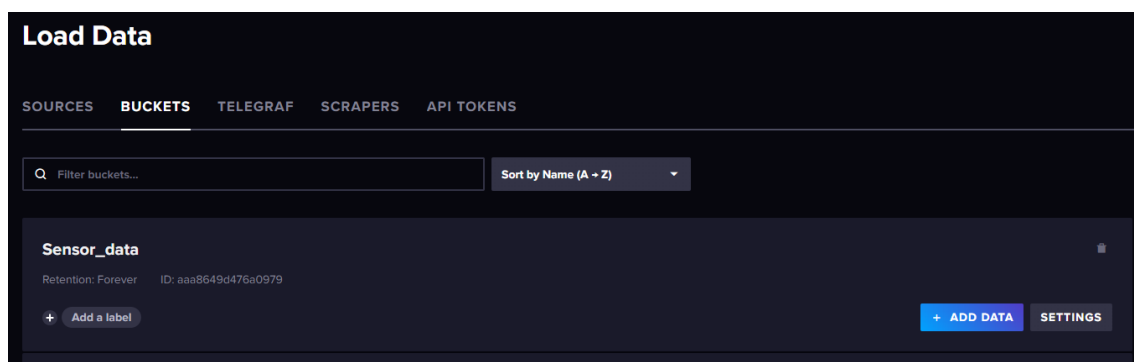 Load Data
SOURCES BUCKETS TELEGRAF SCRAPERS API TOKENS
Filter buckets... Sort by Name (A → Z)
Sensor_data
Retention: Forever ID: aaa8649d476a0979
+ Add a label + ADD DATA SETTINGS